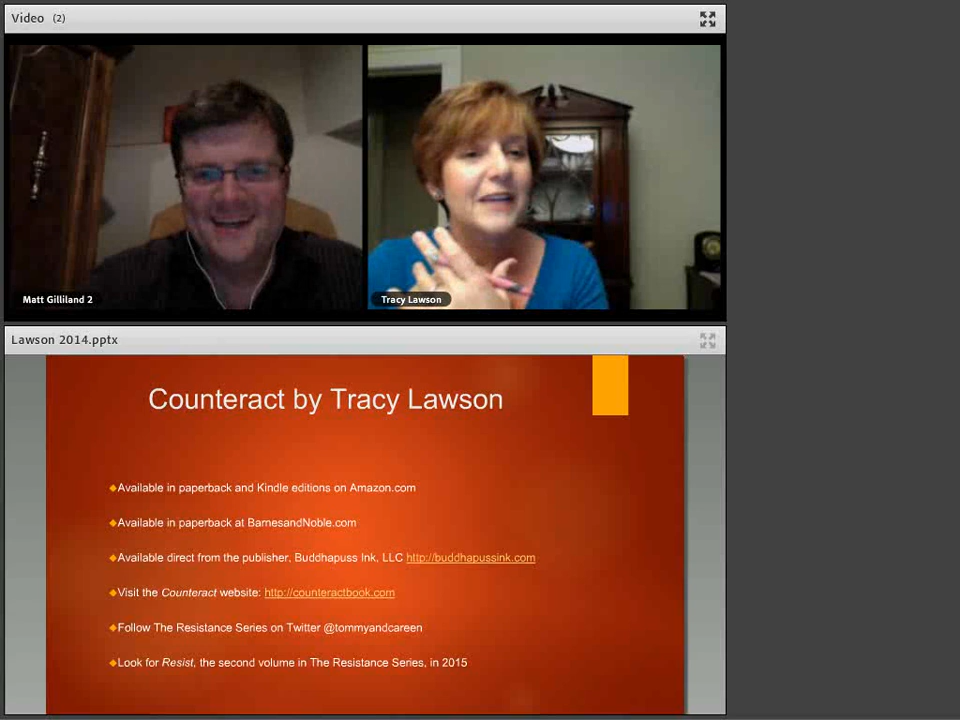 Video (2)
Matt Gilliland 2
Tracy Lawson
Lawson 2014.pptx
Counteract by Tracy Lawson
Available in paperback and Kindle editions on Amazon.com
Available in paperback at BarnesandNoble.com
Available direct from the publisher, Buddhapuss Ink, LLC http://buddhapussink.com
Visit the Counteract website: http://counteractbook.com
Follow The Resistance Series on Twitter @tommyandcareen
Look for Resist, the second volume in The Resistance Series, in 2015